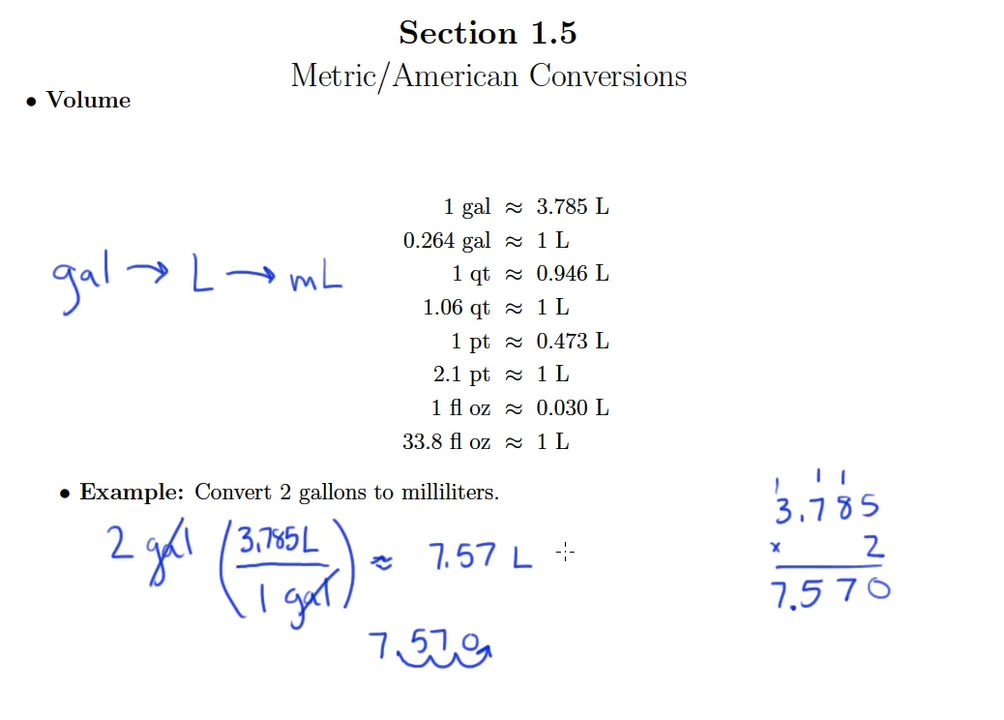 Section 1.5
Metric/American Conversions
• Volume
1 gal ≈ 3.785 L
0.264 gal ≈ 1 L
1 qt ≈ 0.946 L
1.06 qt ≈ 1 L
1 pt ≈ 0.473 L
2.1 pt ≈ 1 L
1 fl oz ≈ 0.030 L
33.8 fl oz ≈ 1 L
gal → L → mL
• Example: Convert 2 gallons to milliliters.
2 gal (3.785L / 1 gal) ≈ 7.57 L
7.570
1 1 1
3.785
x 2
7.570